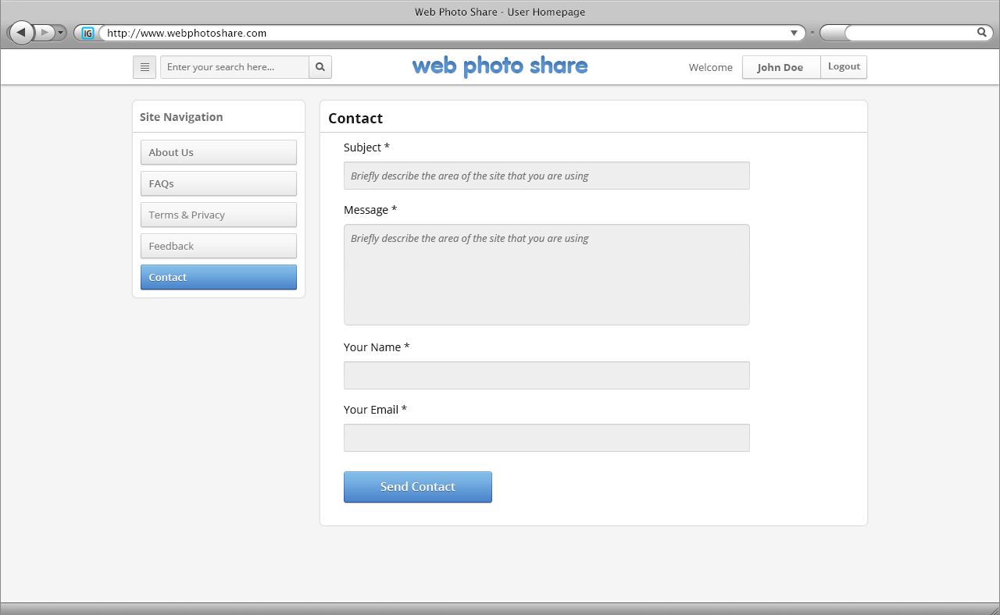 Web Photo Share - User Homepage
IG
http://www.webphotoshare.com
Enter your search here...
web photo share
Welcome
John Doe
Logout
Site Navigation
About Us
FAQs
Terms & Privacy
Feedback
Contact
Contact
Subject *
Briefly describe the area of the site that you are using
Message *
Briefly describe the area of the site that you are using
Your Name *
Your Email *
Send Contact